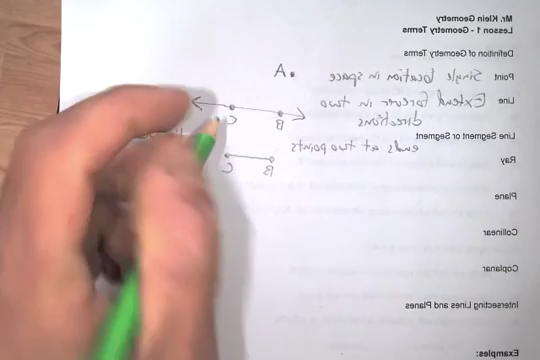 Mr. Klein Geometry
Lesson 1 - Geometry Terms
Definition of Geometry Terms
Point Single location in space A
Line Extend forever in two
directions
B C
Line Segment or Segment
ends at two points
B C
Ray
Plane
Collinear
Coplanar
Intersecting Lines and Planes
Examples: